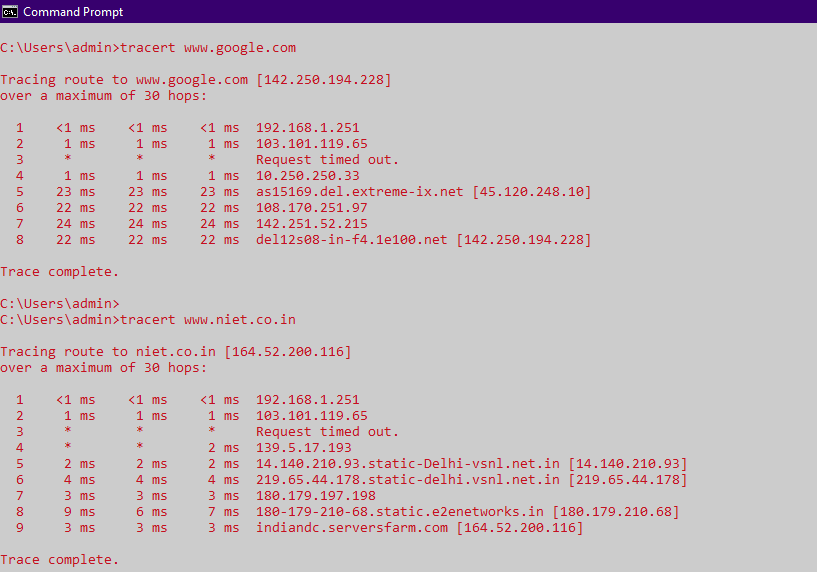 Command Prompt
C:\Users\admin>tracert www.google.com
Tracing route to www.google.com [142.250.194.228]
over a maximum of 30 hops:
1 <1 ms <1 ms <1 ms 192.168.1.251
2 1 ms 1 ms 1 ms 103.101.119.65
3 * * * Request timed out.
4 1 ms 1 ms 1 ms 10.250.250.33
5 23 ms 23 ms 23 ms as15169.del.extreme-ix.net [45.120.248.10]
6 22 ms 22 ms 22 ms 108.170.251.97
7 24 ms 24 ms 24 ms 142.251.52.215
8 22 ms 22 ms 22 ms del12s08-in-f4.1e100.net [142.250.194.228]
Trace complete.
C:\Users\admin>
C:\Users\admin>tracert www.niet.co.in
Tracing route to niet.co.in [164.52.200.116]
over a maximum of 30 hops:
1 <1 ms <1 ms <1 ms 192.168.1.251
2 1 ms 1 ms 1 ms 103.101.119.65
3 * * * Request timed out.
4 * * 2 ms 139.5.17.193
5 2 ms 2 ms 2 ms 14.140.210.93.static-Delhi-vsnl.net.in [14.140.210.93]
6 4 ms 4 ms 4 ms 219.65.44.178.static-delhi.vsnl.net.in [219.65.44.178]
7 3 ms 3 ms 3 ms 180.179.197.198
8 9 ms 6 ms 7 ms 180-179-210-68.static.e2enetworks.in [180.179.210.68]
9 3 ms 3 ms 3 ms indiandc.serversfarm.com [164.52.200.116]
Trace complete.